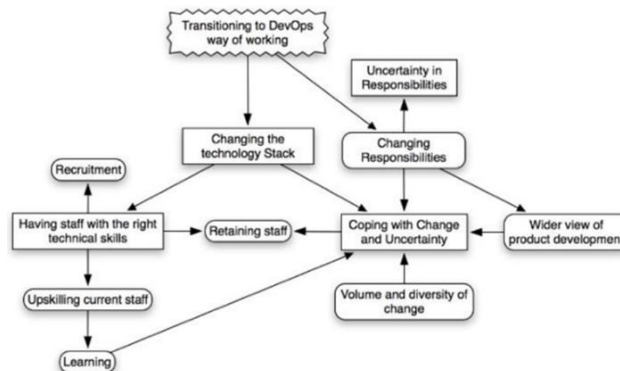 Transitioning to DevOps
way of working
Uncertainty in
Responsibilities
Changing the
technology Stack
Changing
Responsibilities
Recruitment
Having staff with the right
technical skills
Retaining staff
Coping with Change
and Uncertainty
Wider view of
product development
Upskilling current staff
Volume and diversity of
change
Learning